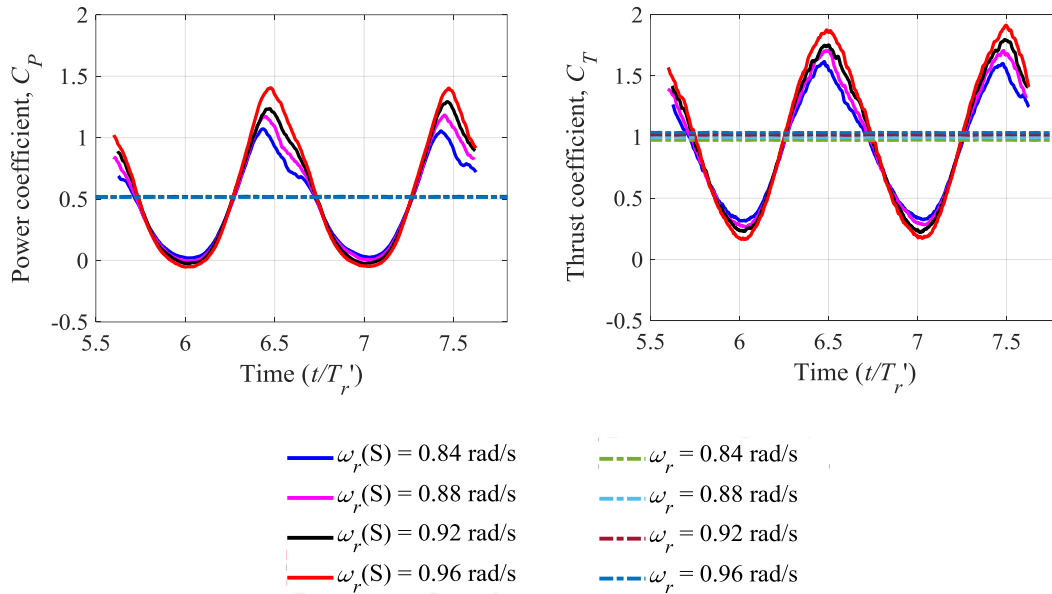 Power coefficient, C_P
2
1.5
1
0.5
0
-0.5
5.5 6 6.5 7 7.5
Time (t/T_r')
Thrust coefficient, C_T
2
1.5
1
0.5
0
-0.5
5.5 6 6.5 7 7.5
Time (t/T_r')
ω_r(S) = 0.84 rad/s
ω_r(S) = 0.88 rad/s
ω_r(S) = 0.92 rad/s
ω_r(S) = 0.96 rad/s
ω_r = 0.84 rad/s
ω_r = 0.88 rad/s
ω_r = 0.92 rad/s
ω_r = 0.96 rad/s